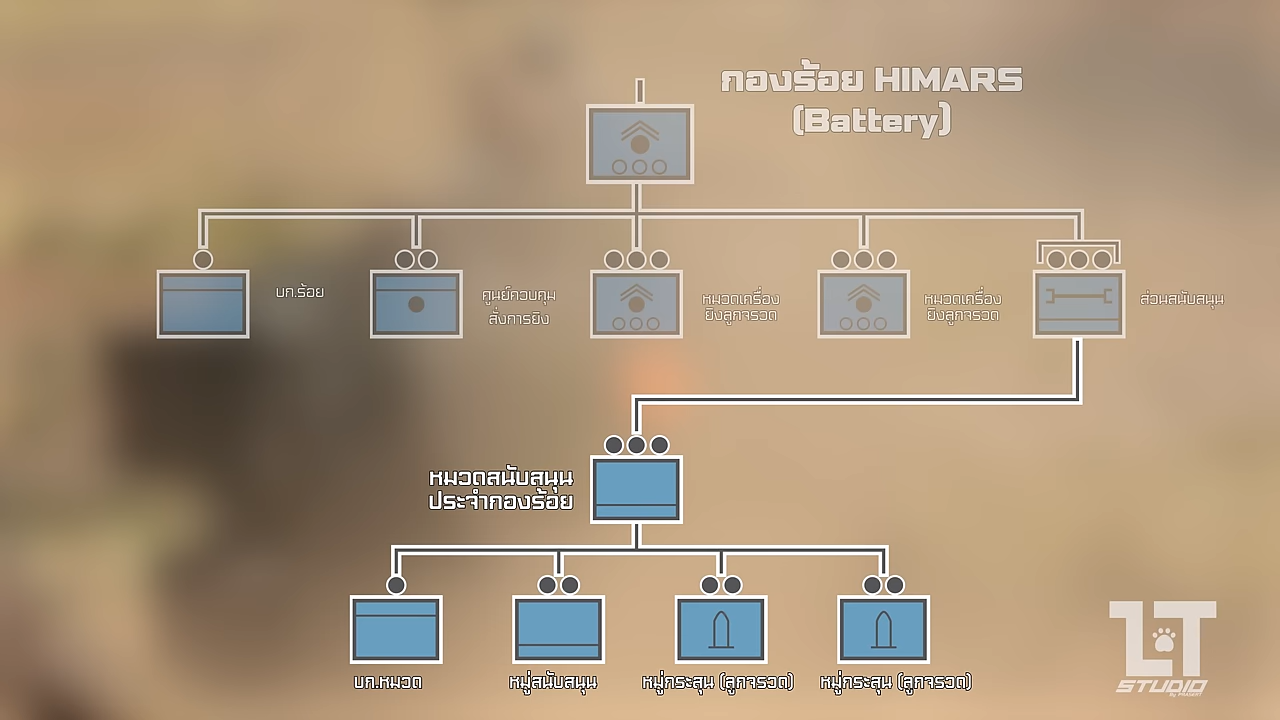 กองร้อย HIMARS
(Battery)
บก.ร้อย
ศูนย์ควบคุม
สั่งการยิง
หมวดเครื่อง
ยิงลูกจรวด
หมวดเครื่อง
ยิงลูกจรวด
ส่วนสนับสนุน
หมวดสนับสนุน
ประจำกองร้อย
บก.หมวด
หมู่สนับสนุน
หมู่กระสุน (ลูกจรวด)
หมู่กระสุน (ลูกจรวด)
LT
STUDIO